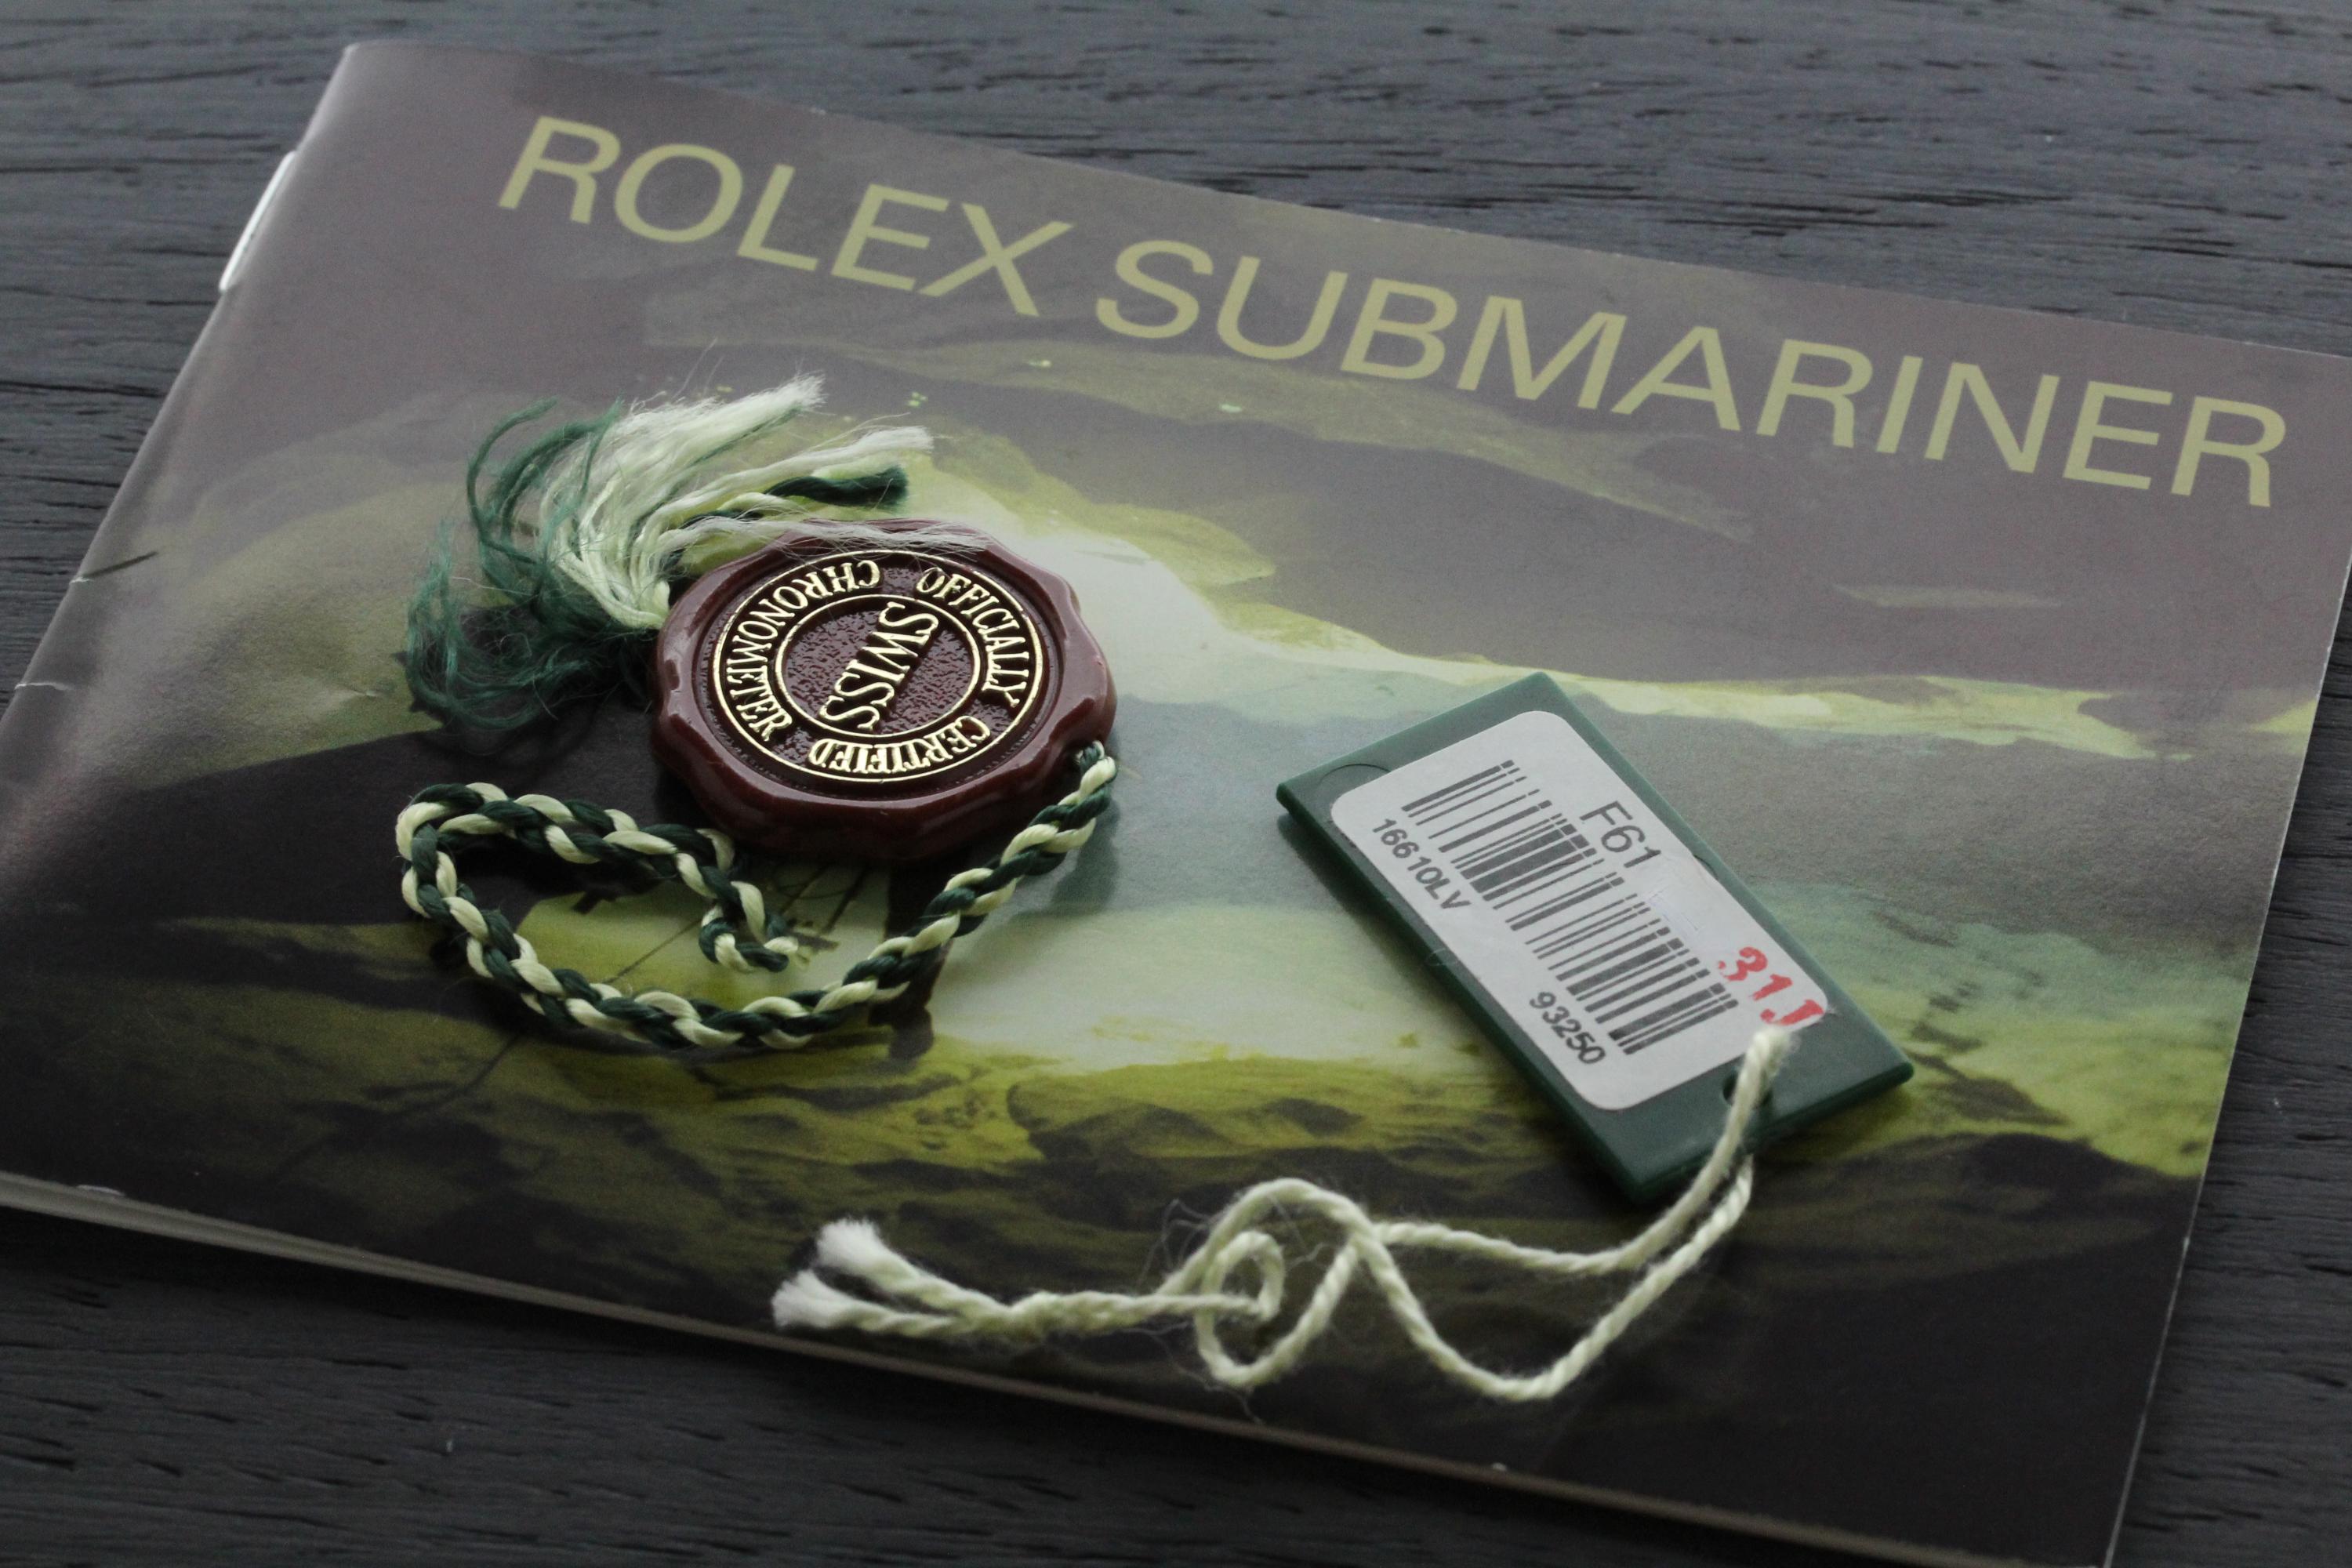 ROLEX SUBMARINER
OFFICIALLY CERTIFIED CHRONOMETER
SWISS
F61
16610LV
93250
31J